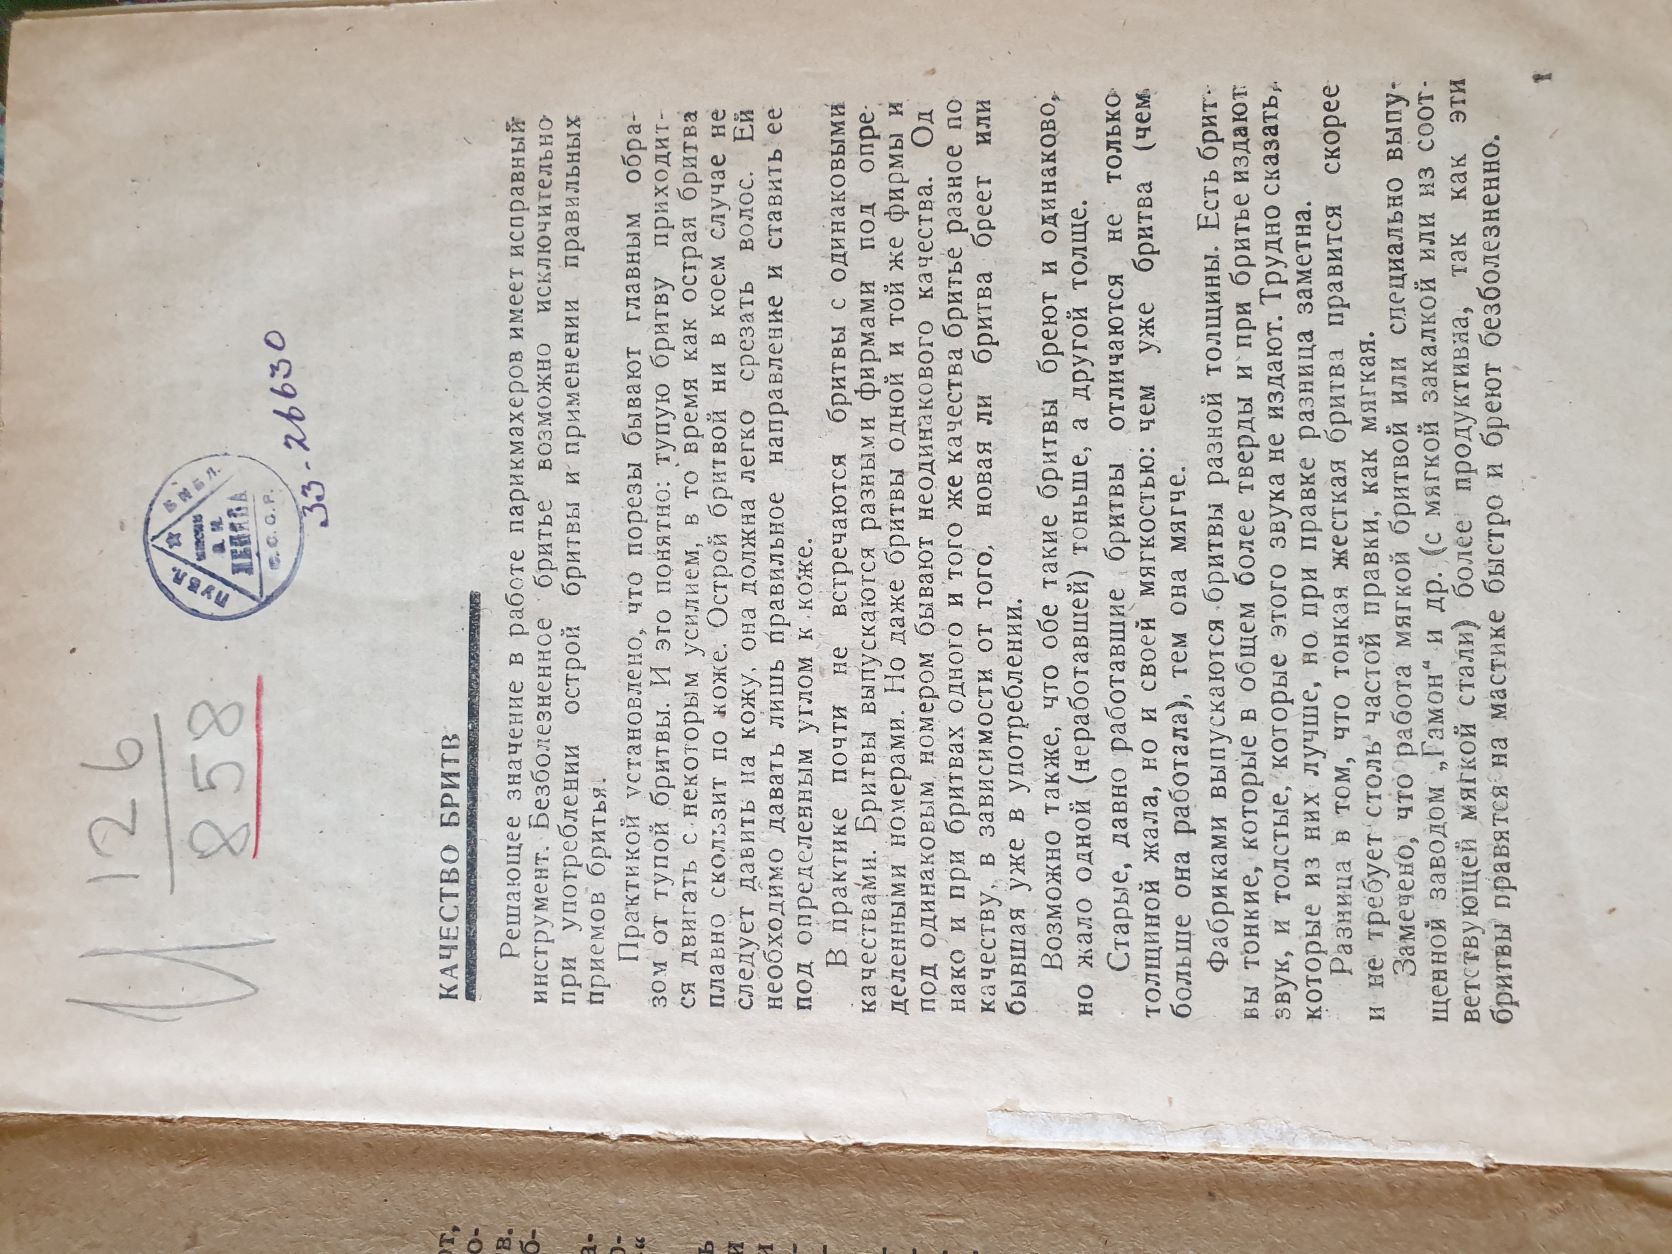 126
858
ПУБЛ. БИБЛ.
ИМЕНИ
В. И.
ЛЕНИНА
С.С.С.Р.
33-26630
КАЧЕСТВО БРИТВ
Решающее значение в работе парикмахеров имеет исправный
инструмент. Безболезненное бритье возможно исключительно
при употреблении острой бритвы и применении правильных
приемов бритья.
Практикой установлено, что порезы бывают главным обра-
зом от тупой бритвы. И это понятно: тупую бритву приходит-
ся двигать с некоторым усилием, в то время как острая бритва
плавно скользит по коже. Острой бритвой ни в коем случае не
следует давить на кожу, она должна легко срезать волос. Ей
необходимо давать лишь правильное направление и ставить ее
под определенным углом к коже.
В практике почти не встречаются бритвы с одинаковыми
качествами. Бритвы выпускаются разными фирмами под опре-
деленными номерами. Но даже бритвы одной и той же фирмы и
под одинаковым номером бывают неодинакового качества. Од
нако и при бритвах одного и того же качества бритье разное по
качеству, в зависимости от того, новая ли бритва бреет или
бывшая уже в употреблении.
Возможно также, что обе такие бритвы бреют и одинаково,
но жало одной (неработавшей) тоньше, а другой толще.
Старые, давно работавшие бритвы отличаются не только
толщиной жала, но и своей мягкостью: чем уже бритва (чем
больше она работала), тем она мягче.
Фабриками выпускаются бритвы разной толщины. Есть брит-
вы тонкие, которые в общем более тверды и при бритье издают
звук, и толстые, которые этого звука не издают. Трудно сказать,
которые из них лучше, но при правке разница заметна.
Разница в том, что тонкая жесткая бритва правится скорее
и не требует столь частой правки, как мягкая.
Замечено, что работа мягкой бритвой или специально выпу-
щенной заводом „Гамон“ и др. (с мягкой закалкой или из соот-
ветствующей мягкой стали) более продуктивна, так как эти
бритвы правятся на мастике быстро и бреют безболезненно.
1